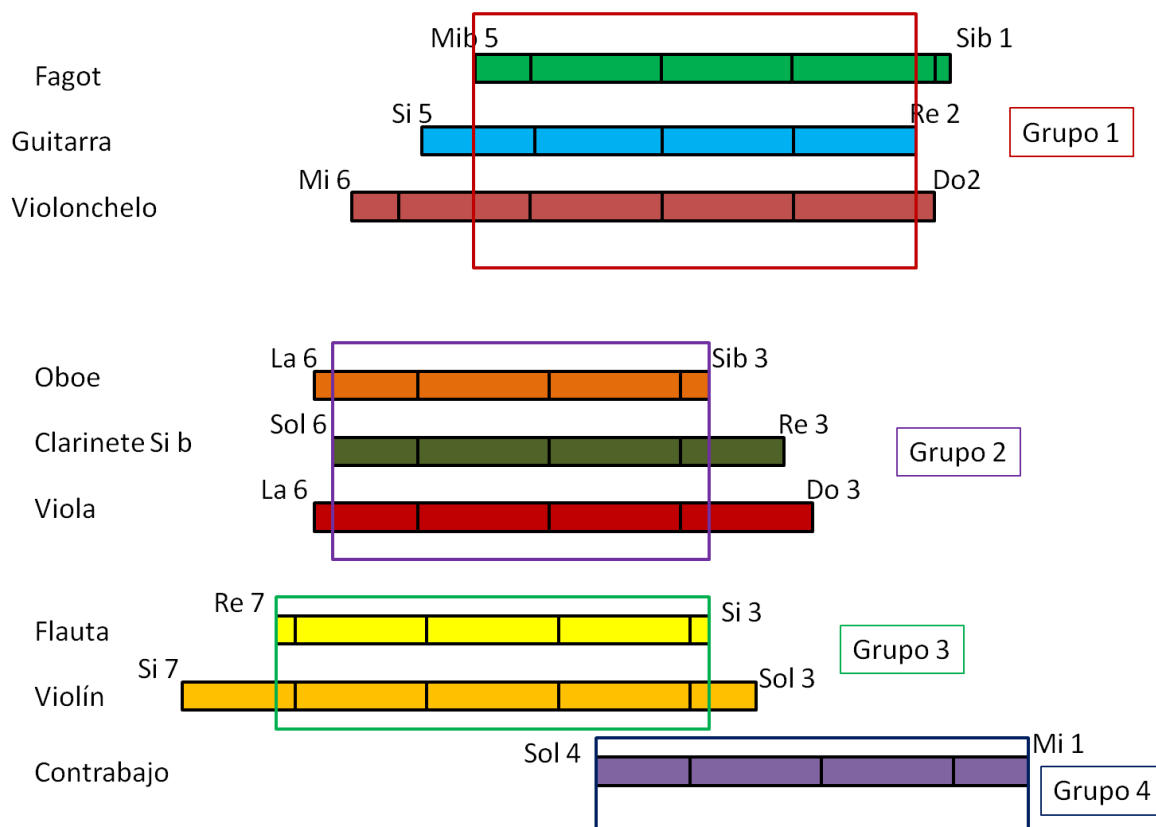 Mib 5
Sib 1
Fagot
Si 5
Re 2
Grupo 1
Guitarra
Mi 6
Do2
Violonchelo
La 6
Sib 3
Oboe
Sol 6
Re 3
Clarinete Si b
Grupo 2
La 6
Do 3
Viola
Re 7
Si 3
Flauta
Grupo 3
Si 7
Sol 3
Violín
Sol 4
Mi 1
Contrabajo
Grupo 4